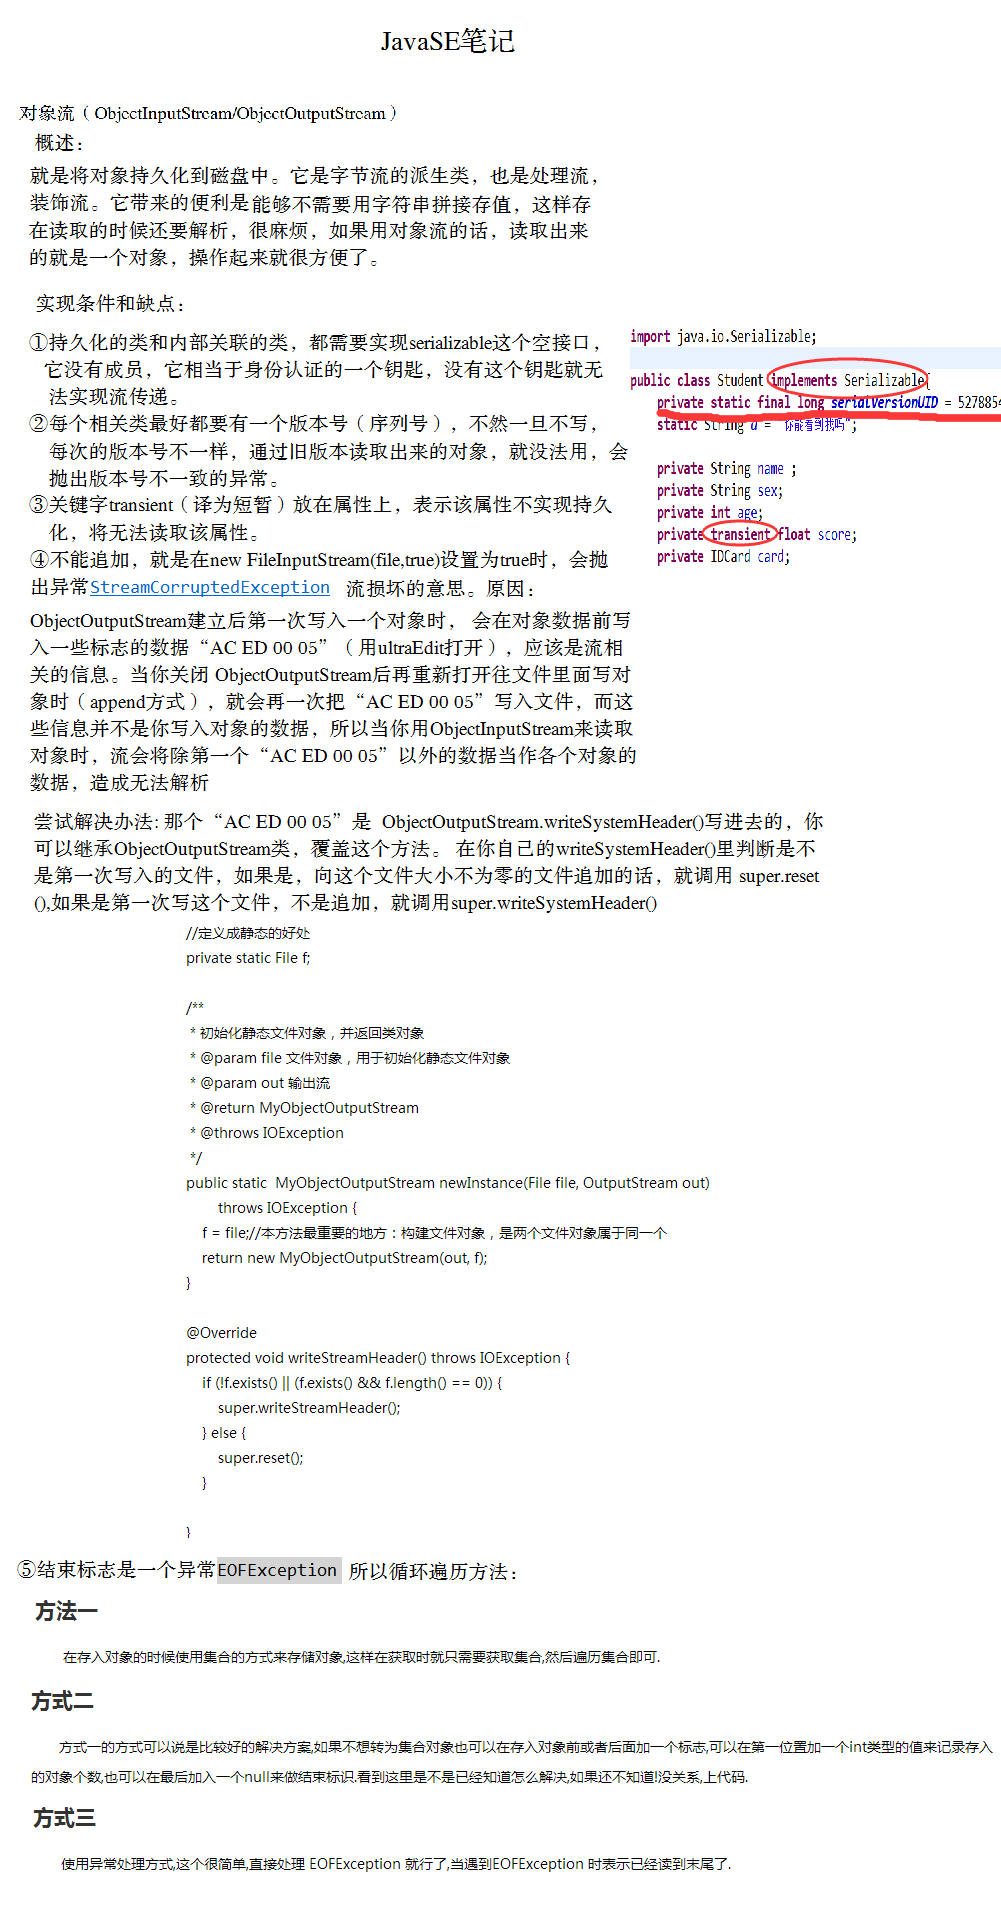 JavaSE笔记
对象流（ObjectInputStream/ObjectOutputStream）
概述：
就是将对象持久化到磁盘中。它是字节流的派生类，也是处理流，
装饰流。它带来的便利是能够不需要用字符串拼接存值，这样存
在读取的时候还要解析，很麻烦，如果用对象流的话，读取出来
的就是一个对象，操作起来就很方便了。
实现条件和缺点：
①持久化的类和内部关联的类，都需要实现serializable这个空接口，
它没有成员，它相当于身份认证的一个钥匙，没有这个钥匙就无
法实现流传递。
②每个相关类最好都要有一个版本号（序列号），不然一旦不写，
每次的版本号不一样，通过旧版本读取出来的对象，就没法用，会
抛出版本号不一致的异常。
③关键字transient（译为短暂）放在属性上，表示该属性不实现持久
化，将无法读取该属性。
④不能追加，就是在new FileInputStream(file,true)设置为true时，会抛
出异常StreamCorruptedException 流损坏的意思。原因：
import java.io.Serializable;
public class Student implements Serializable{
private static final long serialVersionUID = 5278854
static String d = "你能看到我吗";
private String name ;
private String sex;
private int age;
private transient float score;
private IDCard card;
ObjectOutputStream建立后第一次写入一个对象时， 会在对象数据前写
入一些标志的数据“AC ED 00 05”（用ultraEdit打开），应该是流相
关的信息。当你关闭 ObjectOutputStream后再重新打开往文件里面写对
象时（append方式），就会再一次把“AC ED 00 05”写入文件，而这
些信息并不是你写入对象的数据，所以当你用ObjectInputStream来读取
对象时，流会将除第一个“AC ED 00 05”以外的数据当作各个对象的
数据，造成无法解析
尝试解决办法: 那个“AC ED 00 05”是 ObjectOutputStream.writeSystemHeader()写进去的，你
可以继承ObjectOutputStream类，覆盖这个方法。 在你自己的writeSystemHeader()里判断是不
是第一次写入的文件，如果是，向这个文件大小不为零的文件追加的话，就调用 super.reset
(),如果是第一次写这个文件，不是追加，就调用super.writeSystemHeader()
//定义成静态的好处
private static File f;
/**
* 初始化静态文件对象，并返回类对象
* @param file 文件对象，用于初始化静态文件对象
* @param out 输出流
* @return MyObjectOutputStream
* @throws IOException
*/
public static  MyObjectOutputStream newInstance(File file, OutputStream out)
throws IOException {
f = file;//本方法最重要的地方：构建文件对象，是两个文件对象属于同一个
return new MyObjectOutputStream(out, f);
}
@Override
protected void writeStreamHeader() throws IOException {
if (!f.exists() || (f.exists() && f.length() == 0)) {
super.writeStreamHeader();
} else {
super.reset();
}
}
⑤结束标志是一个异常EOFException 所以循环遍历方法：
方法一
在存入对象的时候使用集合的方式来存储对象,这样在获取时就只需要获取集合,然后遍历集合即可.
方式二
方式一的方式可以说是比较好的解决方案,如果不想转为集合对象也可以在存入对象前或者后面加一个标志,可以在第一位置加一个int类型的值来记录存入
的对象个数,也可以在最后加入一个null来做结束标识.看到这里是不是已经知道怎么解决,如果还不知道!没关系,上代码.
方式三
使用异常处理方式,这个很简单,直接处理 EOFException 就行了,当遇到EOFException 时表示已经读到末尾了.